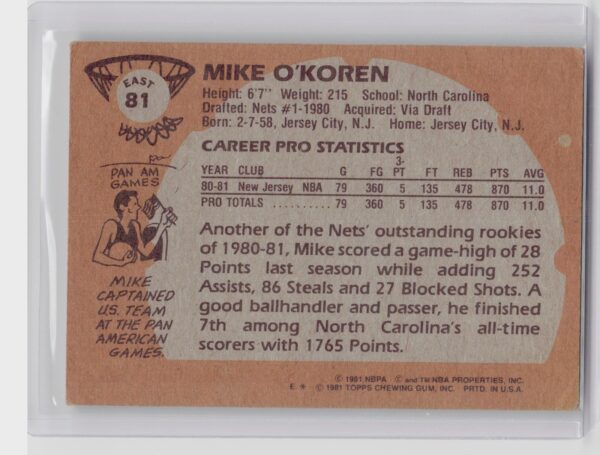 EAST
81
MIKE O'KOREN
Height: 6'7" Weight: 215 School: North Carolina
Drafted: Nets #1-1980 Acquired: Via Draft
Born: 2-7-58, Jersey City, N.J. Home: Jersey City, N.J.
CAREER PRO STATISTICS
YEAR CLUB G FG 3-PT FT REB PTS AVG
80-81 New Jersey NBA 79 360 5 135 478 870 11.0
PRO TOTALS .......... 79 360 5 135 478 870 11.0
Another of the Nets' outstanding rookies
of 1980-81, Mike scored a game-high of 28
Points last season while adding 252
Assists, 86 Steals and 27 Blocked Shots. A
good ballhandler and passer, he finished
7th among North Carolina's all-time
scorers with 1765 Points.
PAN AM
GAMES
MIKE
CAPTAINED
U.S. TEAM
AT THE PAN
AMERICAN
GAMES.
© 1981 NBPA © and TM NBA PROPERTIES, INC.
E * © 1981 TOPPS CHEWING GUM, INC. PRTD. IN U.S.A.